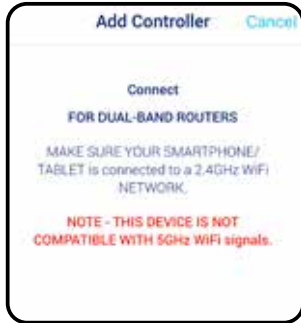 Add Controller Cancel
Connect
FOR DUAL-BAND ROUTERS
MAKE SURE YOUR SMARTPHONE/
TABLET is connected to a 2.4GHz WiFi
NETWORK.
NOTE - THIS DEVICE IS NOT
COMPATIBLE WITH 5GHz WiFi signals.